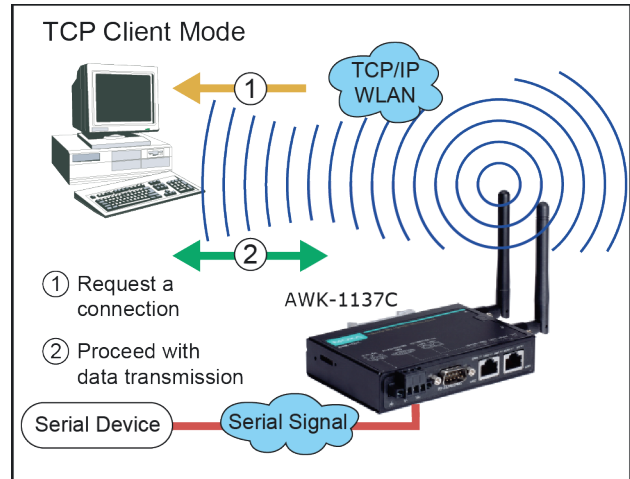 TCP Client Mode
TCP/IP
WLAN
1
2
1 Request a
connection
AWK-1137C
2 Proceed with
data transmission
Serial Device
Serial Signal